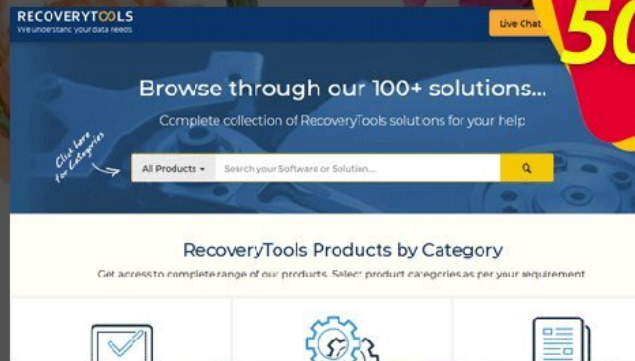 RECOVERYTOOLS
We understand your data needs
Live Chat
50
Browse through our 100+ solutions...
Complete collection of RecoveryTools solutions for your help
Click here
for Categories
All Products
Search your Software or Solution...
RecoveryTools Products by Category
Get access to complete range of our products. Select product categories as per your requirement